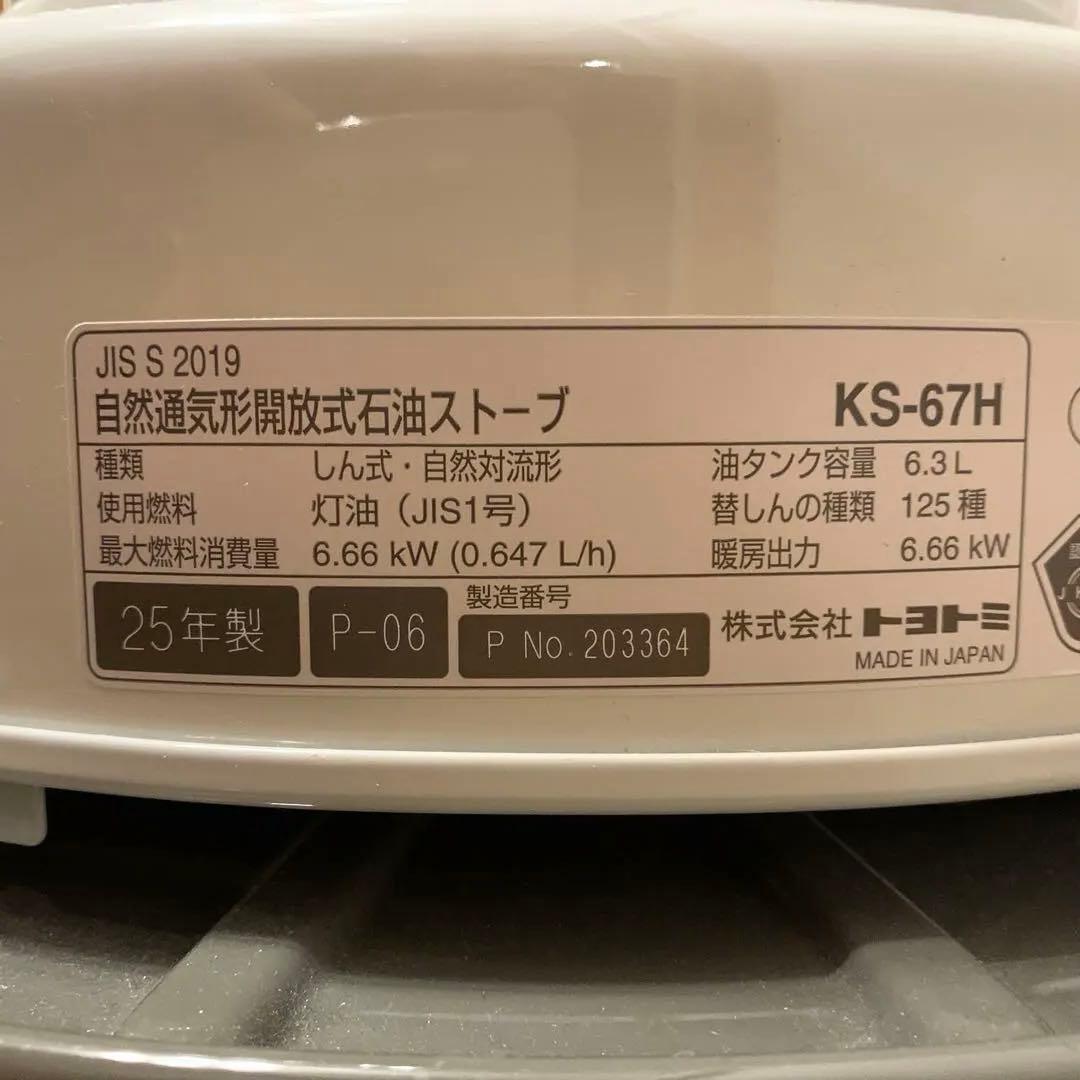 JIS S 2019
自然通気形開放式石油ストーブ KS-67H
種類 しん式・自然対流形 油タンク容量 6.3L
使用燃料 灯油（JIS1号） 替しんの種類 125種
最大燃料消費量 6.66 kW (0.647 L/h) 暖房出力 6.66 kW
製造番号
25年製 P-06 P No. 203364 株式会社トヨトミ
MADE IN JAPAN